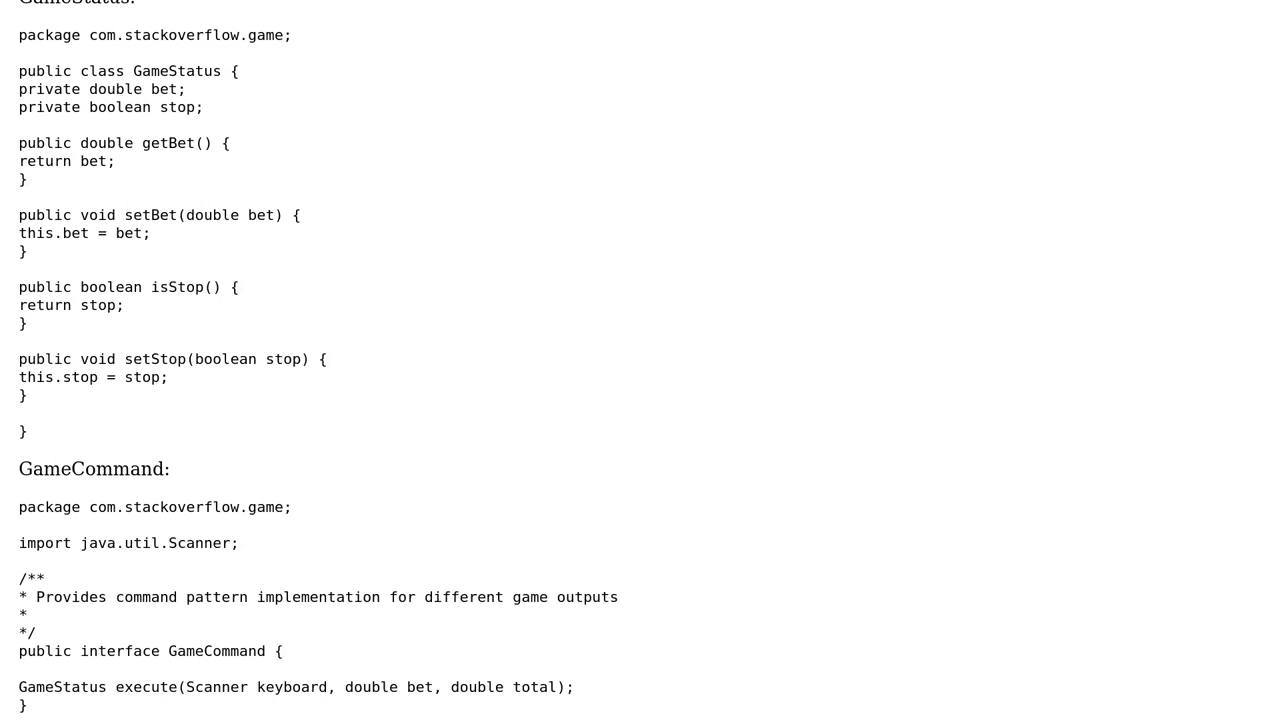 GameStatus:
package com.stackoverflow.game;
public class GameStatus {
private double bet;
private boolean stop;
public double getBet() {
return bet;
}
public void setBet(double bet) {
this.bet = bet;
}
public boolean isStop() {
return stop;
}
public void setStop(boolean stop) {
this.stop = stop;
}
}
GameCommand:
package com.stackoverflow.game;
import java.util.Scanner;
/**
* Provides command pattern implementation for different game outputs
*
*/
public interface GameCommand {
GameStatus execute(Scanner keyboard, double bet, double total);
}